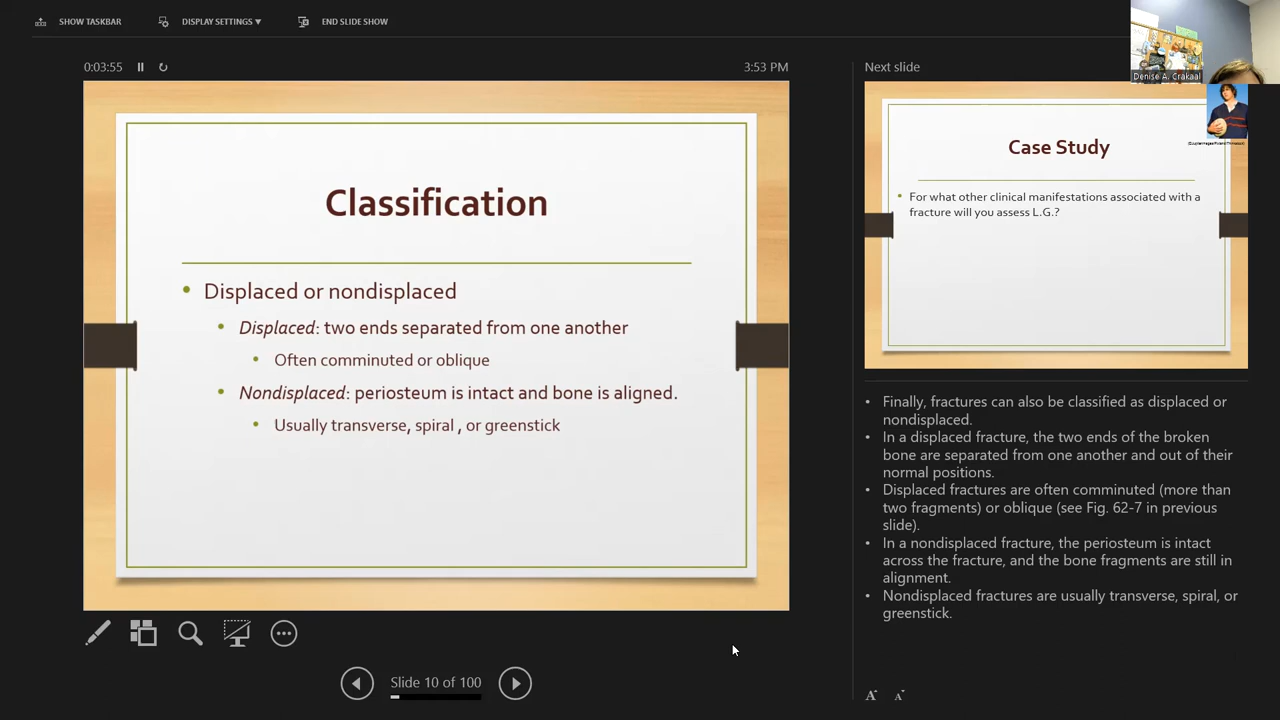 SHOW TASKBAR
DISPLAY SETTINGS ▼
END SLIDE SHOW
0:03:55
3:53 PM
Classification
• Displaced or nondisplaced
• Displaced: two ends separated from one another
• Often comminuted or oblique
• Nondisplaced: periosteum is intact and bone is aligned.
• Usually transverse, spiral , or greenstick
Slide 10 of 100
Next slide
Denise A. Crakaal
Case Study
• For what other clinical manifestations associated with a
fracture will you assess L.G.?
• Finally, fractures can also be classified as displaced or
nondisplaced.
• In a displaced fracture, the two ends of the broken
bone are separated from one another and out of their
normal positions.
• Displaced fractures are often comminuted (more than
two fragments) or oblique (see Fig. 62-7 in previous
slide).
• In a nondisplaced fracture, the periosteum is intact
across the fracture, and the bone fragments are still in
alignment.
• Nondisplaced fractures are usually transverse, spiral, or
greenstick.
A A